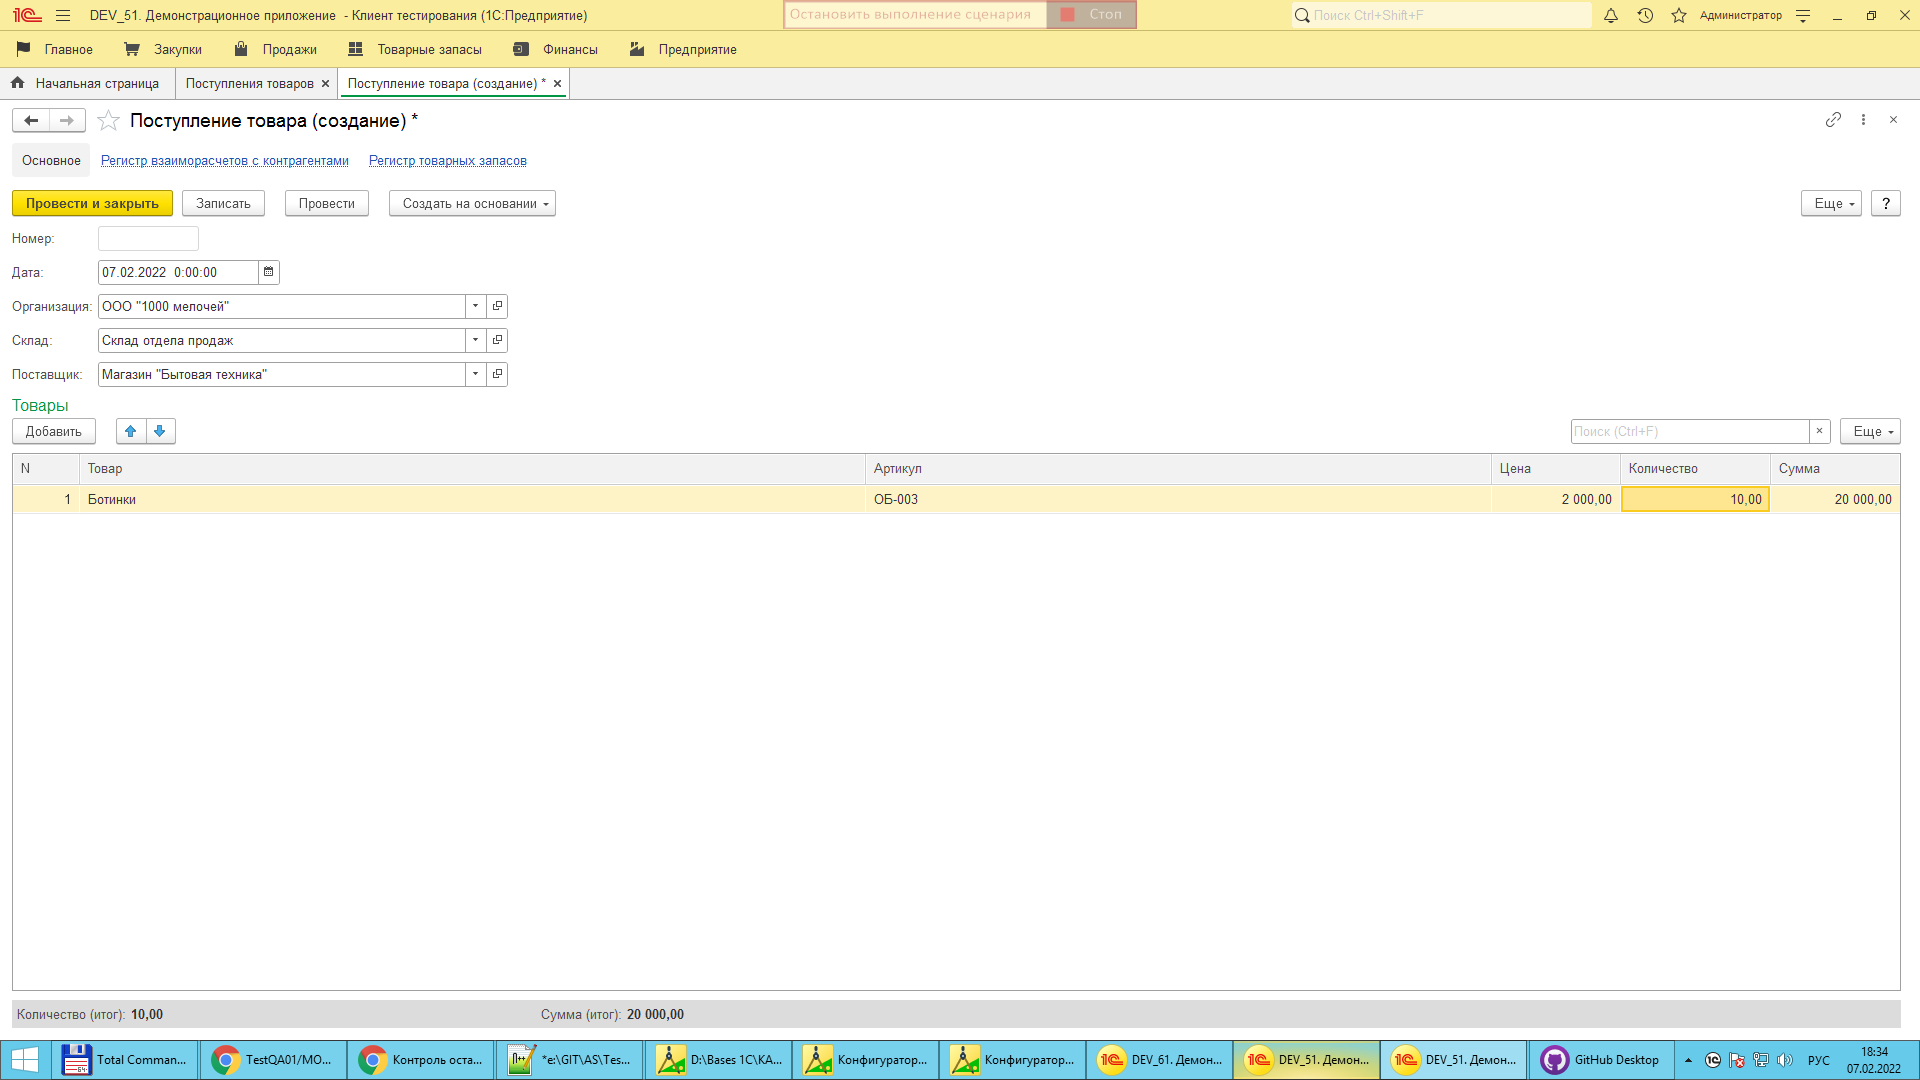 DEV_51. Демонстрационное приложение - Клиент тестирования (1С:Предприятие)
Остановить выполнение сценария Стоп
Поиск Ctrl+Shift+F
Администратор
Главное Закупки Продажи Товарные запасы Финансы Предприятие
Начальная страница Поступления товаров Поступление товара (создание) *
Поступление товара (создание) *
Основное Регистр взаиморасчетов с контрагентами Регистр товарных запасов
Провести и закрыть Записать Провести Создать на основании Еще ?
Номер:
Дата: 07.02.2022 0:00:00
Организация: ООО "1000 мелочей"
Склад: Склад отдела продаж
Поставщик: Магазин "Бытовая техника"
Товары
Добавить Поиск (Ctrl+F) × Еще
N Товар Артикул Цена Количество Сумма
1 Ботинки ОБ-003 2 000,00 10,00 20 000,00
Количество (итог): 10,00 Сумма (итог): 20 000,00
Total Comman... TestQA01/MO... Контроль оста... *e:\GIT\AS\Tes... D:\Bases 1C\KA... Конфигуратор... Конфигуратор... DEV_61. Демон... DEV_51. Демон... DEV_51. Демон... GitHub Desktop РУС 18:34
07.02.2022